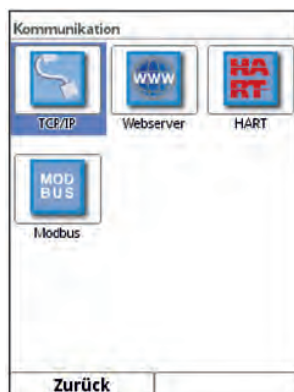 Kommunikation
WWW
HA
RT
TCP/IP Webserver HART
MOD
BUS
Modbus
Zurück